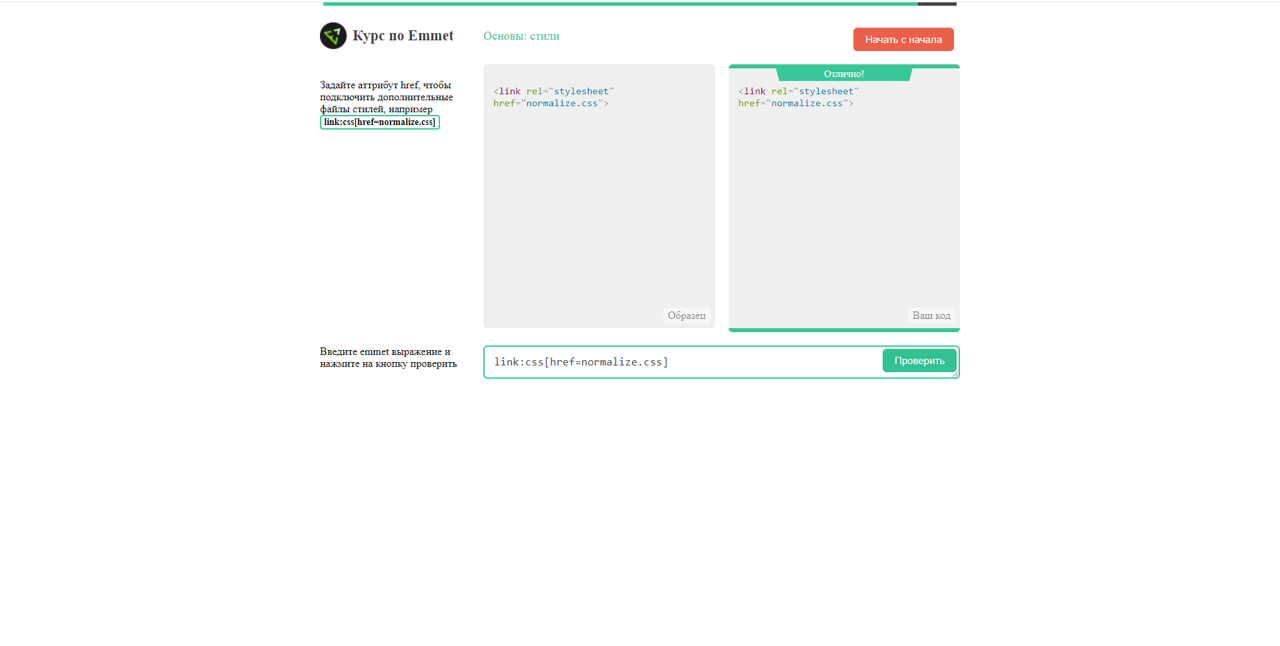 Курс по Emmet
Основы: стили
Начать с начала
Задайте аттрибут href, чтобы
подключить дополнительные
файлы стилей, например
link:css[href=normalize.css]
<link rel="stylesheet"
href="normalize.css">
Образец
Отлично!
<link rel="stylesheet"
href="normalize.css">
Ваш код
Введите emmet выражение и
нажмите на кнопку проверить
link:css[href=normalize.css]
Проверить